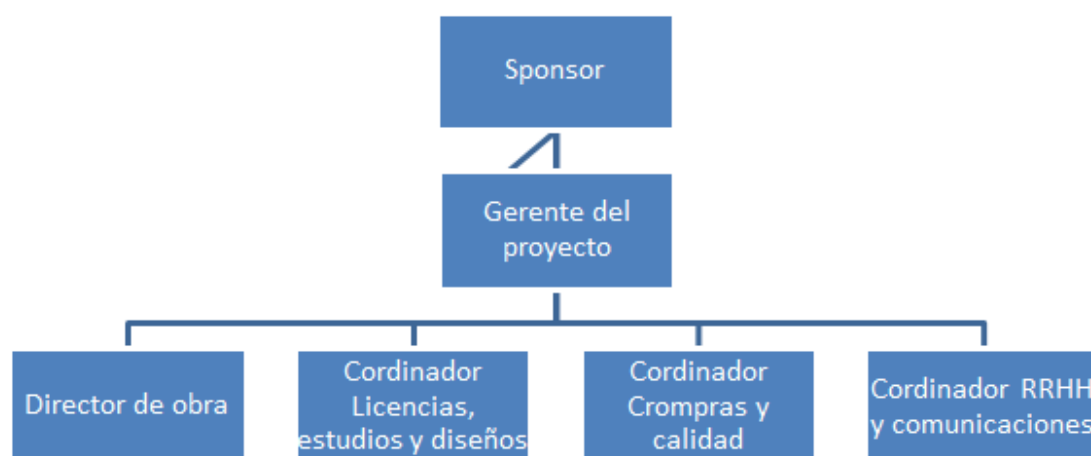 Sponsor
Gerente del
proyecto
Director de obra
Cordinador
Licencias,
estudios y diseños
Cordinador
Crompras y
calidad
Cordinador RRHH
y comunicaciones